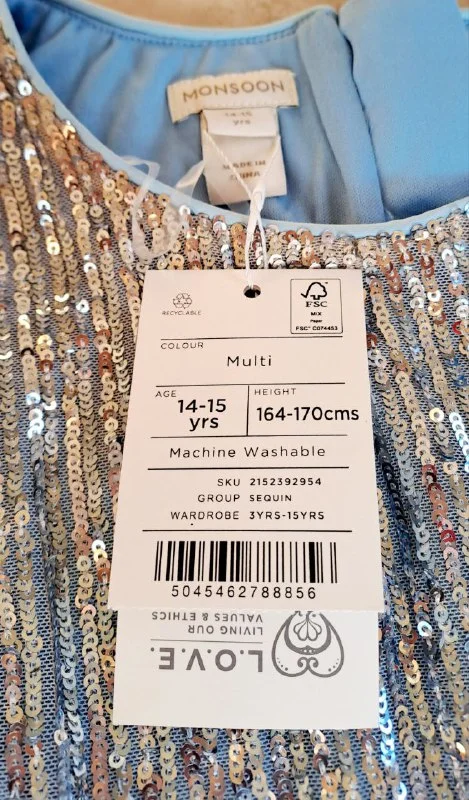 MONSOON
14-15
yrs
MADE IN
CHINA
RECYCLABLE
FSC
MIX
Paper
FSC® C074453
COLOUR
Multi
AGE
14-15
yrs
HEIGHT
164-170cms
Machine Washable
SKU 2152392954
GROUP SEQUIN
WARDROBE 3YRS-15YRS
5045462788856
L.O.V.E.
LIVING OUR
VALUES & ETHICS